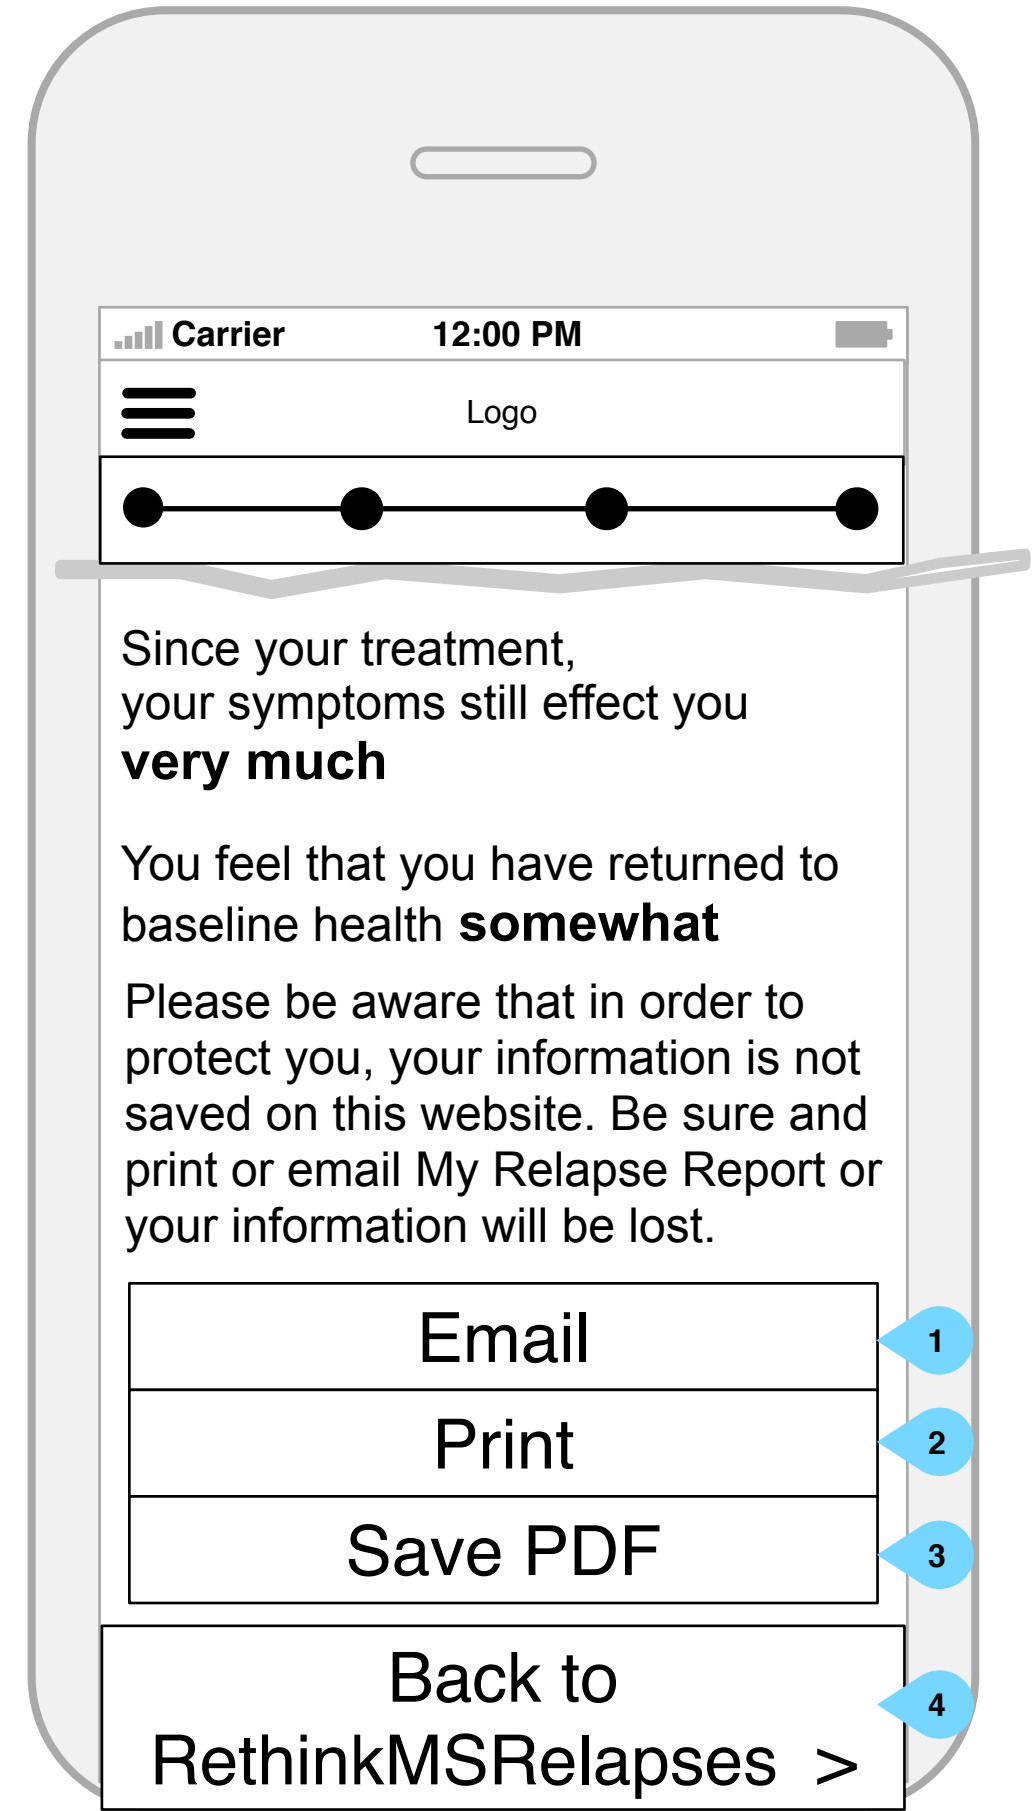 Carrier 12:00 PM
Logo
Since your treatment,
your symptoms still effect you
very much
You feel that you have returned to
baseline health somewhat
Please be aware that in order to
protect you, your information is not
saved on this website. Be sure and
print or email My Relapse Report or
your information will be lost.
Email
1
Print
2
Save PDF
3
Back to
RethinkMSRelapses >
4